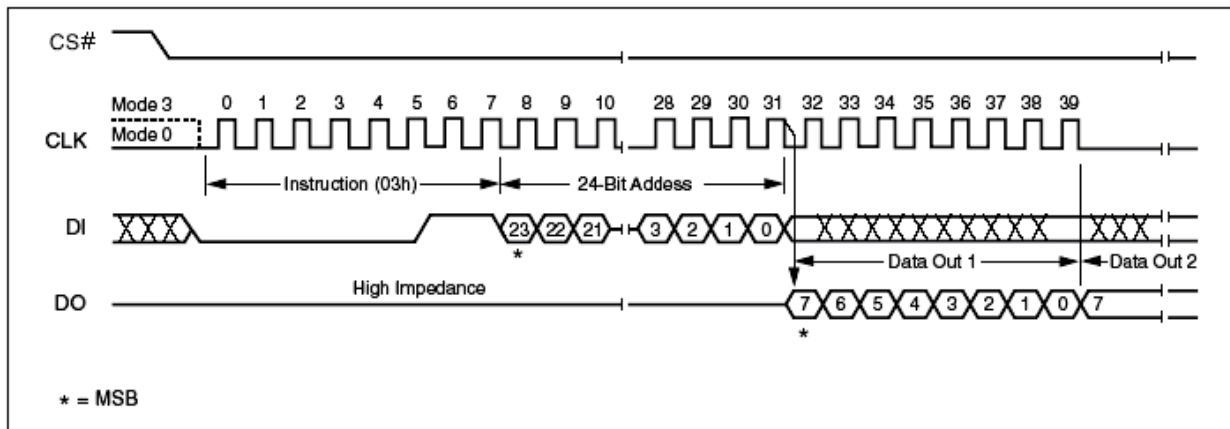 CS#
Mode 3 0 1 2 3 4 5 6 7 8 9 10 28 29 30 31 32 33 34 35 36 37 38 39
CLK Mode 0
Instruction (03h) 24-Bit Addess
DI 23 22 21 3 2 1 0
* Data Out 1 Data Out 2
High Impedance
DO 7 6 5 4 3 2 1 0 7
*
* = MSB